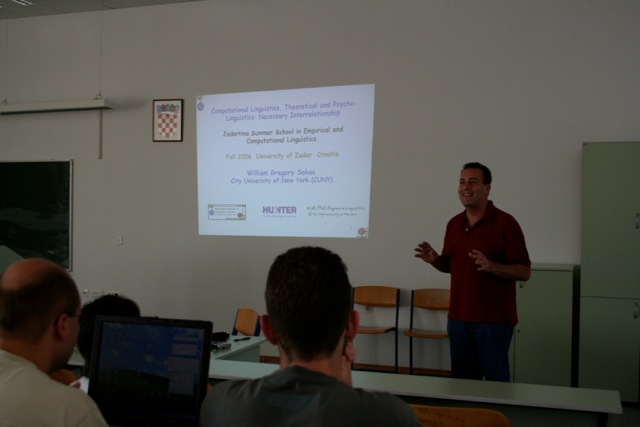 Computational Linguistics, Theoretical and Psycho-
Linguistics: Necessary Interrelationship
Jadertina Summer School in Empirical and
Computational Linguistics
Fall 2006 University of Zadar Croatia
William Gregory Sakas
City University of New York (CUNY)
HUNTER